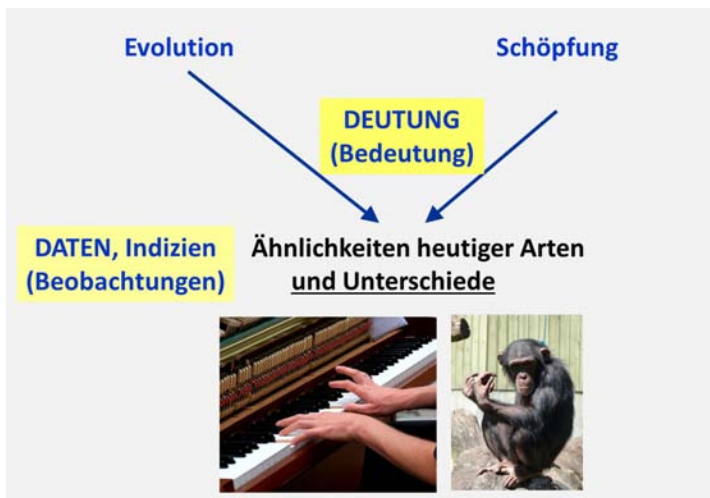 Evolution
Schöpfung
DEUTUNG
(Bedeutung)
DATEN, Indizien
(Beobachtungen)
Ähnlichkeiten heutiger Arten
und Unterschiede